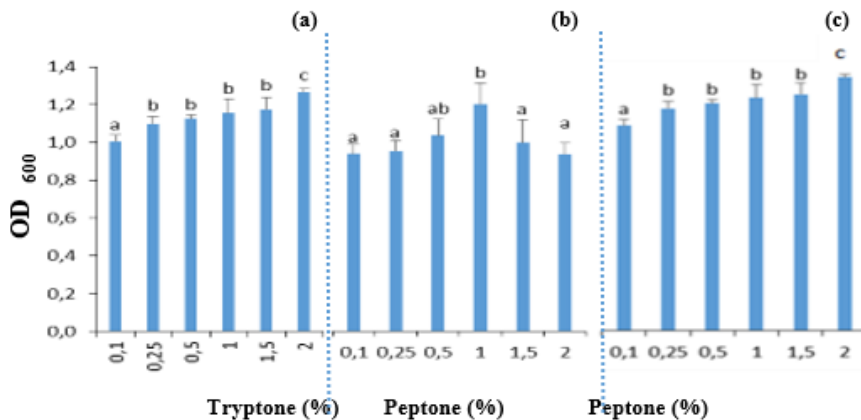 (a) (b) (c)
1,4
1,2
1,0
0,8
0,6
0,4
0,2
0,0
OD 600
a b b b b c
a a ab b a a
a b b b b c
0,1 0,25 0,5 1 1,5 2
0,1 0,25 0,5 1 1,5 2
0,1 0,25 0,5 1 1,5 2
Tryptone (%) Peptone (%) Peptone (%)